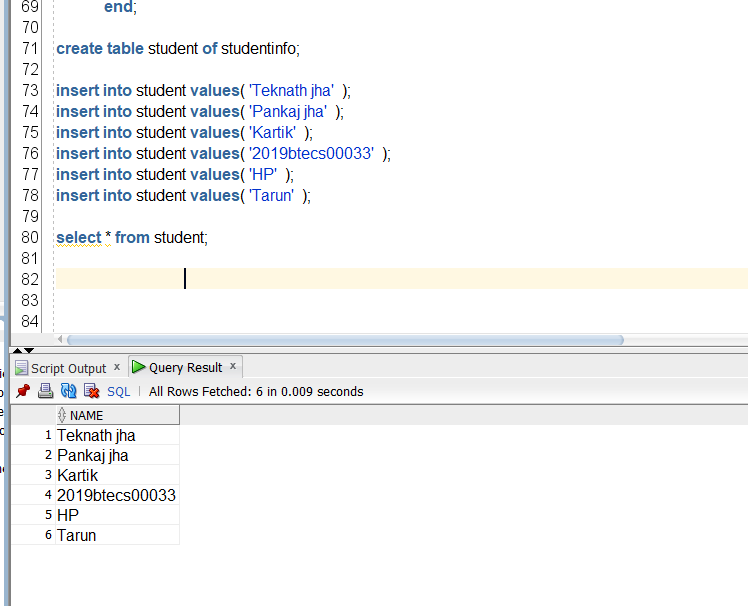 69 end;
70
71 create table student of studentinfo;
72
73 insert into student values( 'Teknath jha'  );
74 insert into student values( 'Pankaj jha'  );
75 insert into student values( 'Kartik'  );
76 insert into student values( '2019btecs00033'  );
77 insert into student values( 'HP'  );
78 insert into student values( 'Tarun'  );
79
80 select * from student;
81
82
83
84
Script Output x Query Result x
SQL | All Rows Fetched: 6 in 0.009 seconds
NAME
1 Teknath jha
2 Pankaj jha
3 Kartik
4 2019btecs00033
5 HP
6 Tarun